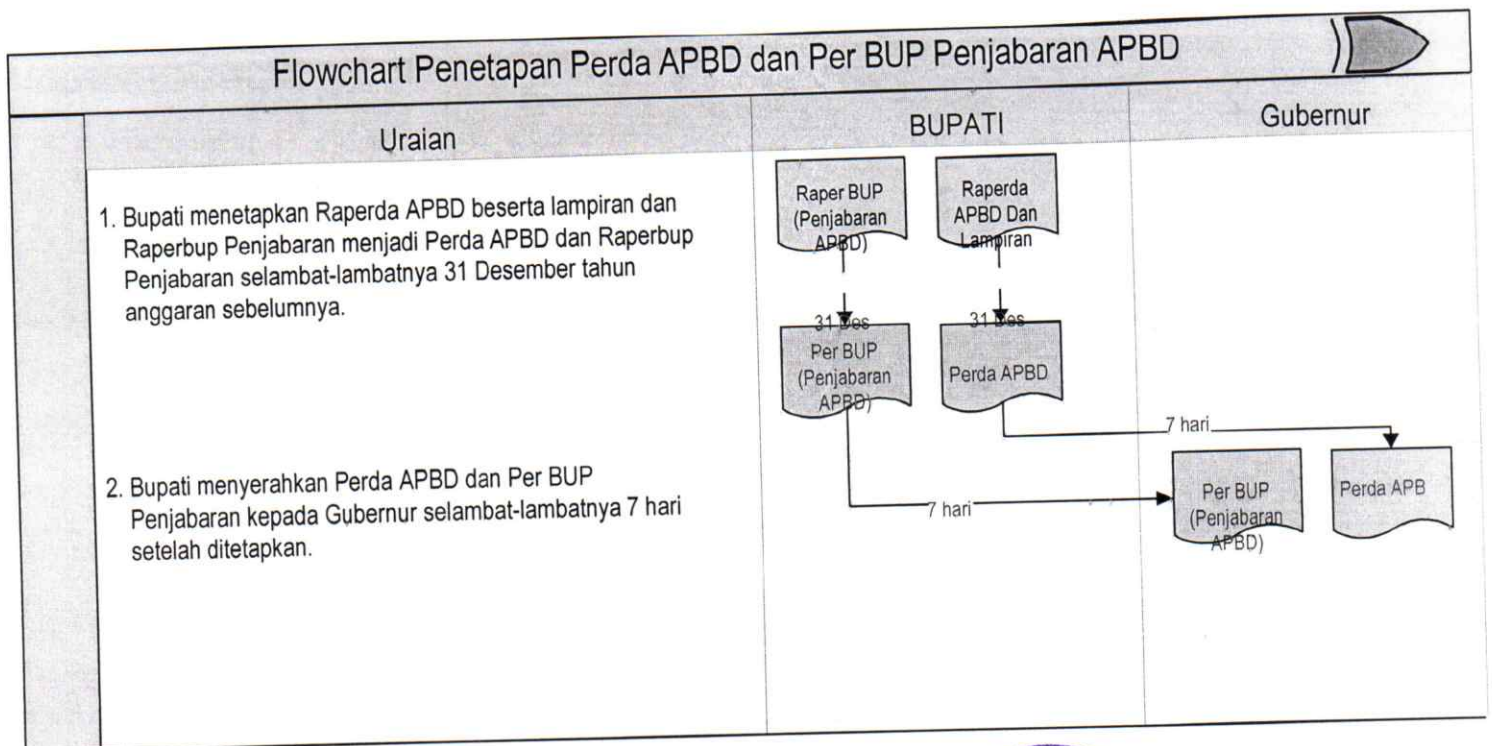 Flowchart Penetapan Perda APBD dan Per BUP Penjabaran APBD
Uraian
BUPATI
Gubernur
1. Bupati menetapkan Raperda APBD beserta lampiran dan
Raperbup Penjabaran menjadi Perda APBD dan Raperbup
Penjabaran selambat-lambatnya 31 Desember tahun
anggaran sebelumnya.
Raper BUP
(Penjabaran
APBD)
Raperda
APBD Dan
Lampiran
31 Des
31 Des
Per BUP
(Penjabaran
APBD)
Perda APBD
7 hari
2. Bupati menyerahkan Perda APBD dan Per BUP
Penjabaran kepada Gubernur selambat-lambatnya 7 hari
setelah ditetapkan.
7 hari
Per BUP
(Penjabaran
APBD)
Perda APB